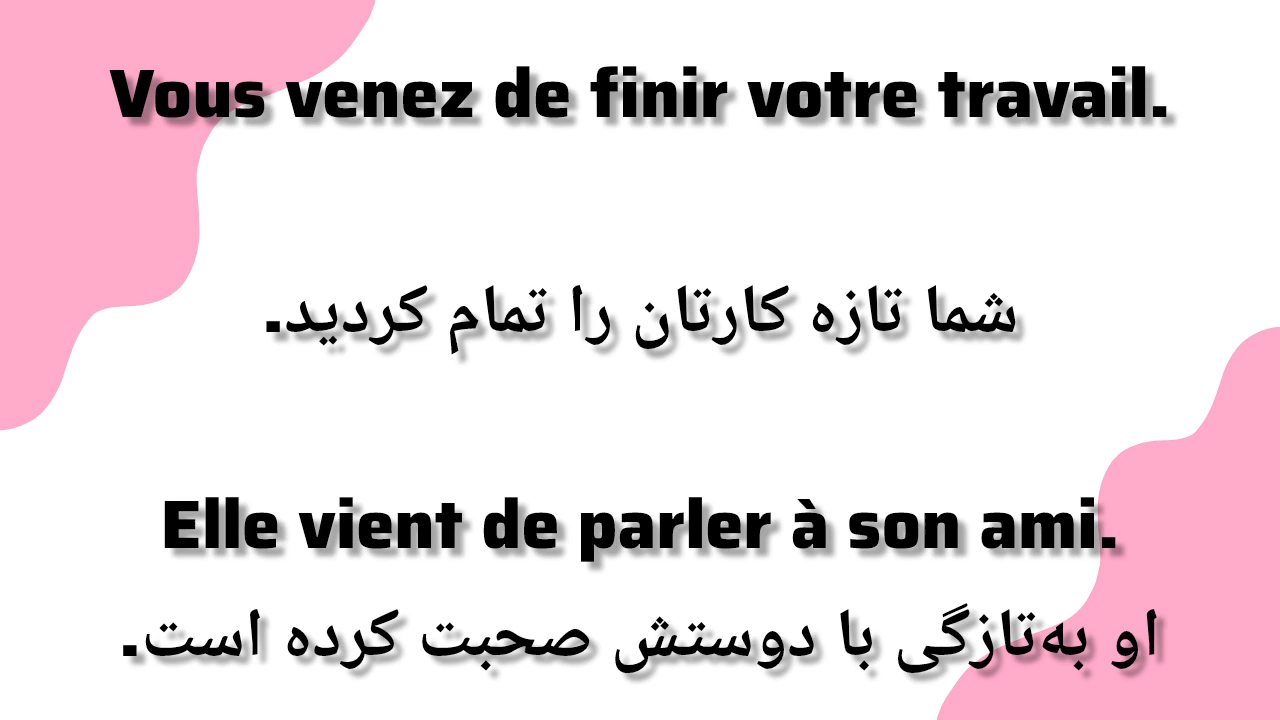 Vous venez de finir votre travail.
شما تازه کارتان را تمام کردید.
Elle vient de parler à son ami.
او به‌تازگی با دوستش صحبت کرده است.